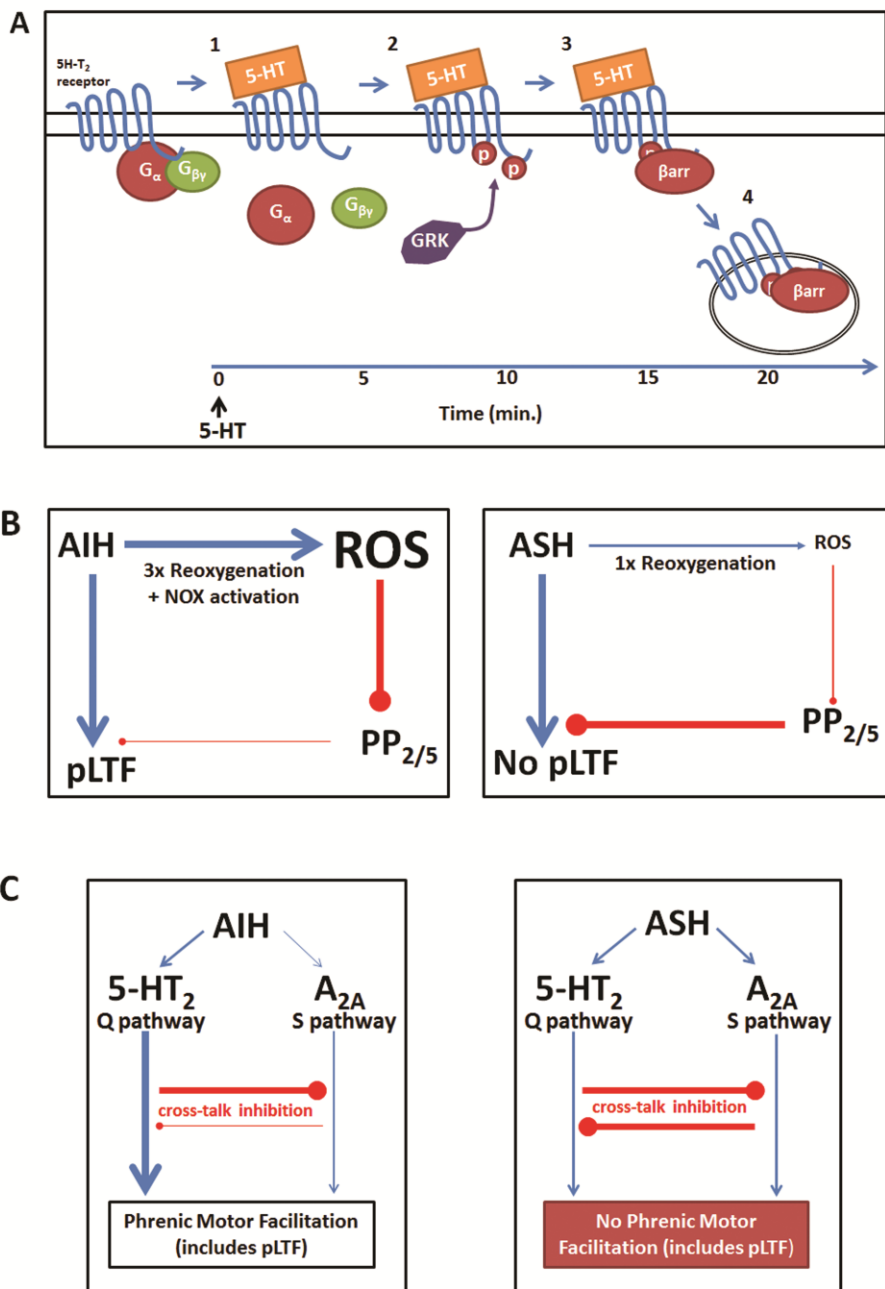 A
5H-T2
receptor
1
2
3
4
5-HT
5-HT
5-HT
Gα
Gβγ
Gα
Gβγ
p
p
GRK
p
βarr
βarr
0
5
10
15
20
5-HT
Time (min.)
B
AIH
ROS
3x Reoxygenation
+ NOX activation
pLTF
PP2/5
ASH
ROS
1x Reoxygenation
No pLTF
PP2/5
C
AIH
5-HT2
Q pathway
A2A
S pathway
cross-talk inhibition
Phrenic Motor Facilitation
(includes pLTF)
ASH
5-HT2
Q pathway
A2A
S pathway
cross-talk inhibition
No Phrenic Motor
Facilitation (includes pLTF)